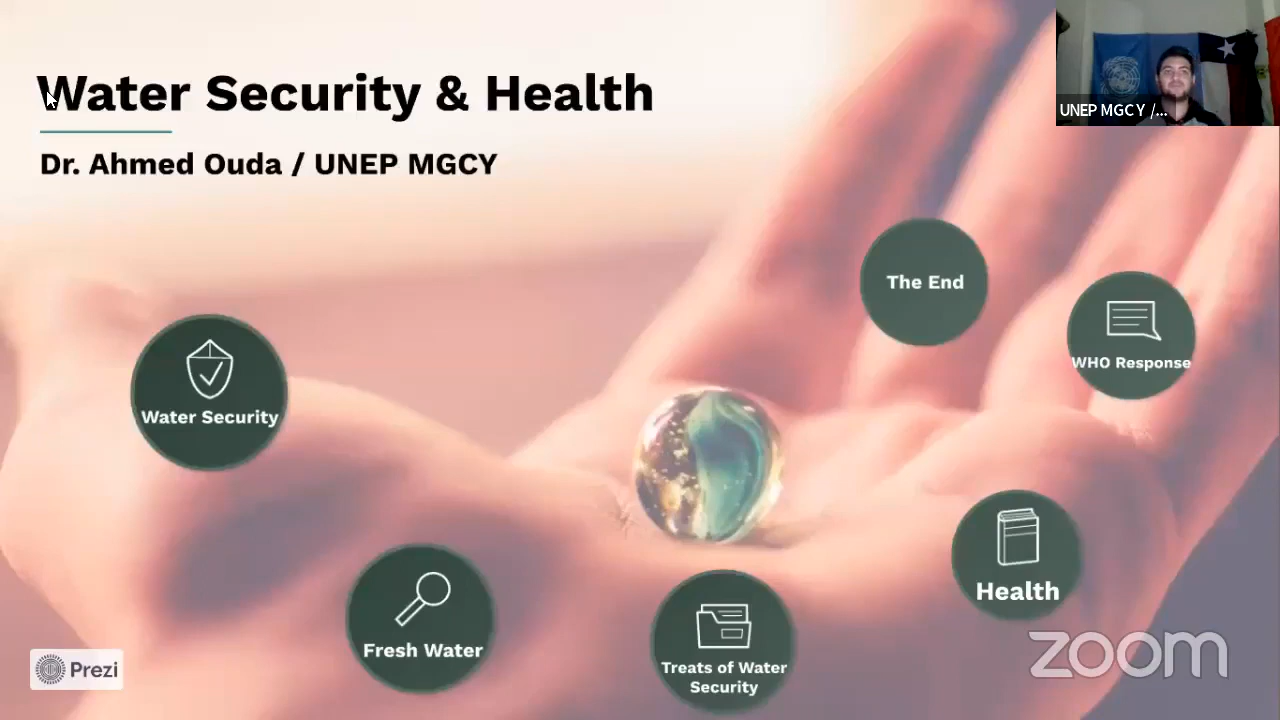 Water Security & Health
Dr. Ahmed Ouda / UNEP MGCY
UNEP MGCY /...
The End
WHO Response
Water Security
Health
Fresh Water
Treats of Water
Security
Prezi
zoom